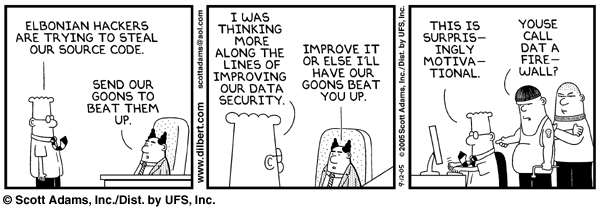 ELBONIAN HACKERS
ARE TRYING TO STEAL
OUR SOURCE CODE.
SEND OUR
GOONS TO
BEAT THEM
UP.
www.dilbert.com
scottadams@aol.com
I WAS
THINKING
MORE
ALONG THE
LINES OF
IMPROVING
OUR DATA
SECURITY.
IMPROVE IT
OR ELSE I'LL
HAVE OUR
GOONS BEAT
YOU UP.
9-12-05 © 2005 Scott Adams, Inc./Dist. by UFS, Inc.
THIS IS
SURPRIS-
INGLY
MOTIVA-
TIONAL.
YOUSE
CALL
DAT A
FIRE-
WALL?
© Scott Adams, Inc./Dist. by UFS, Inc.